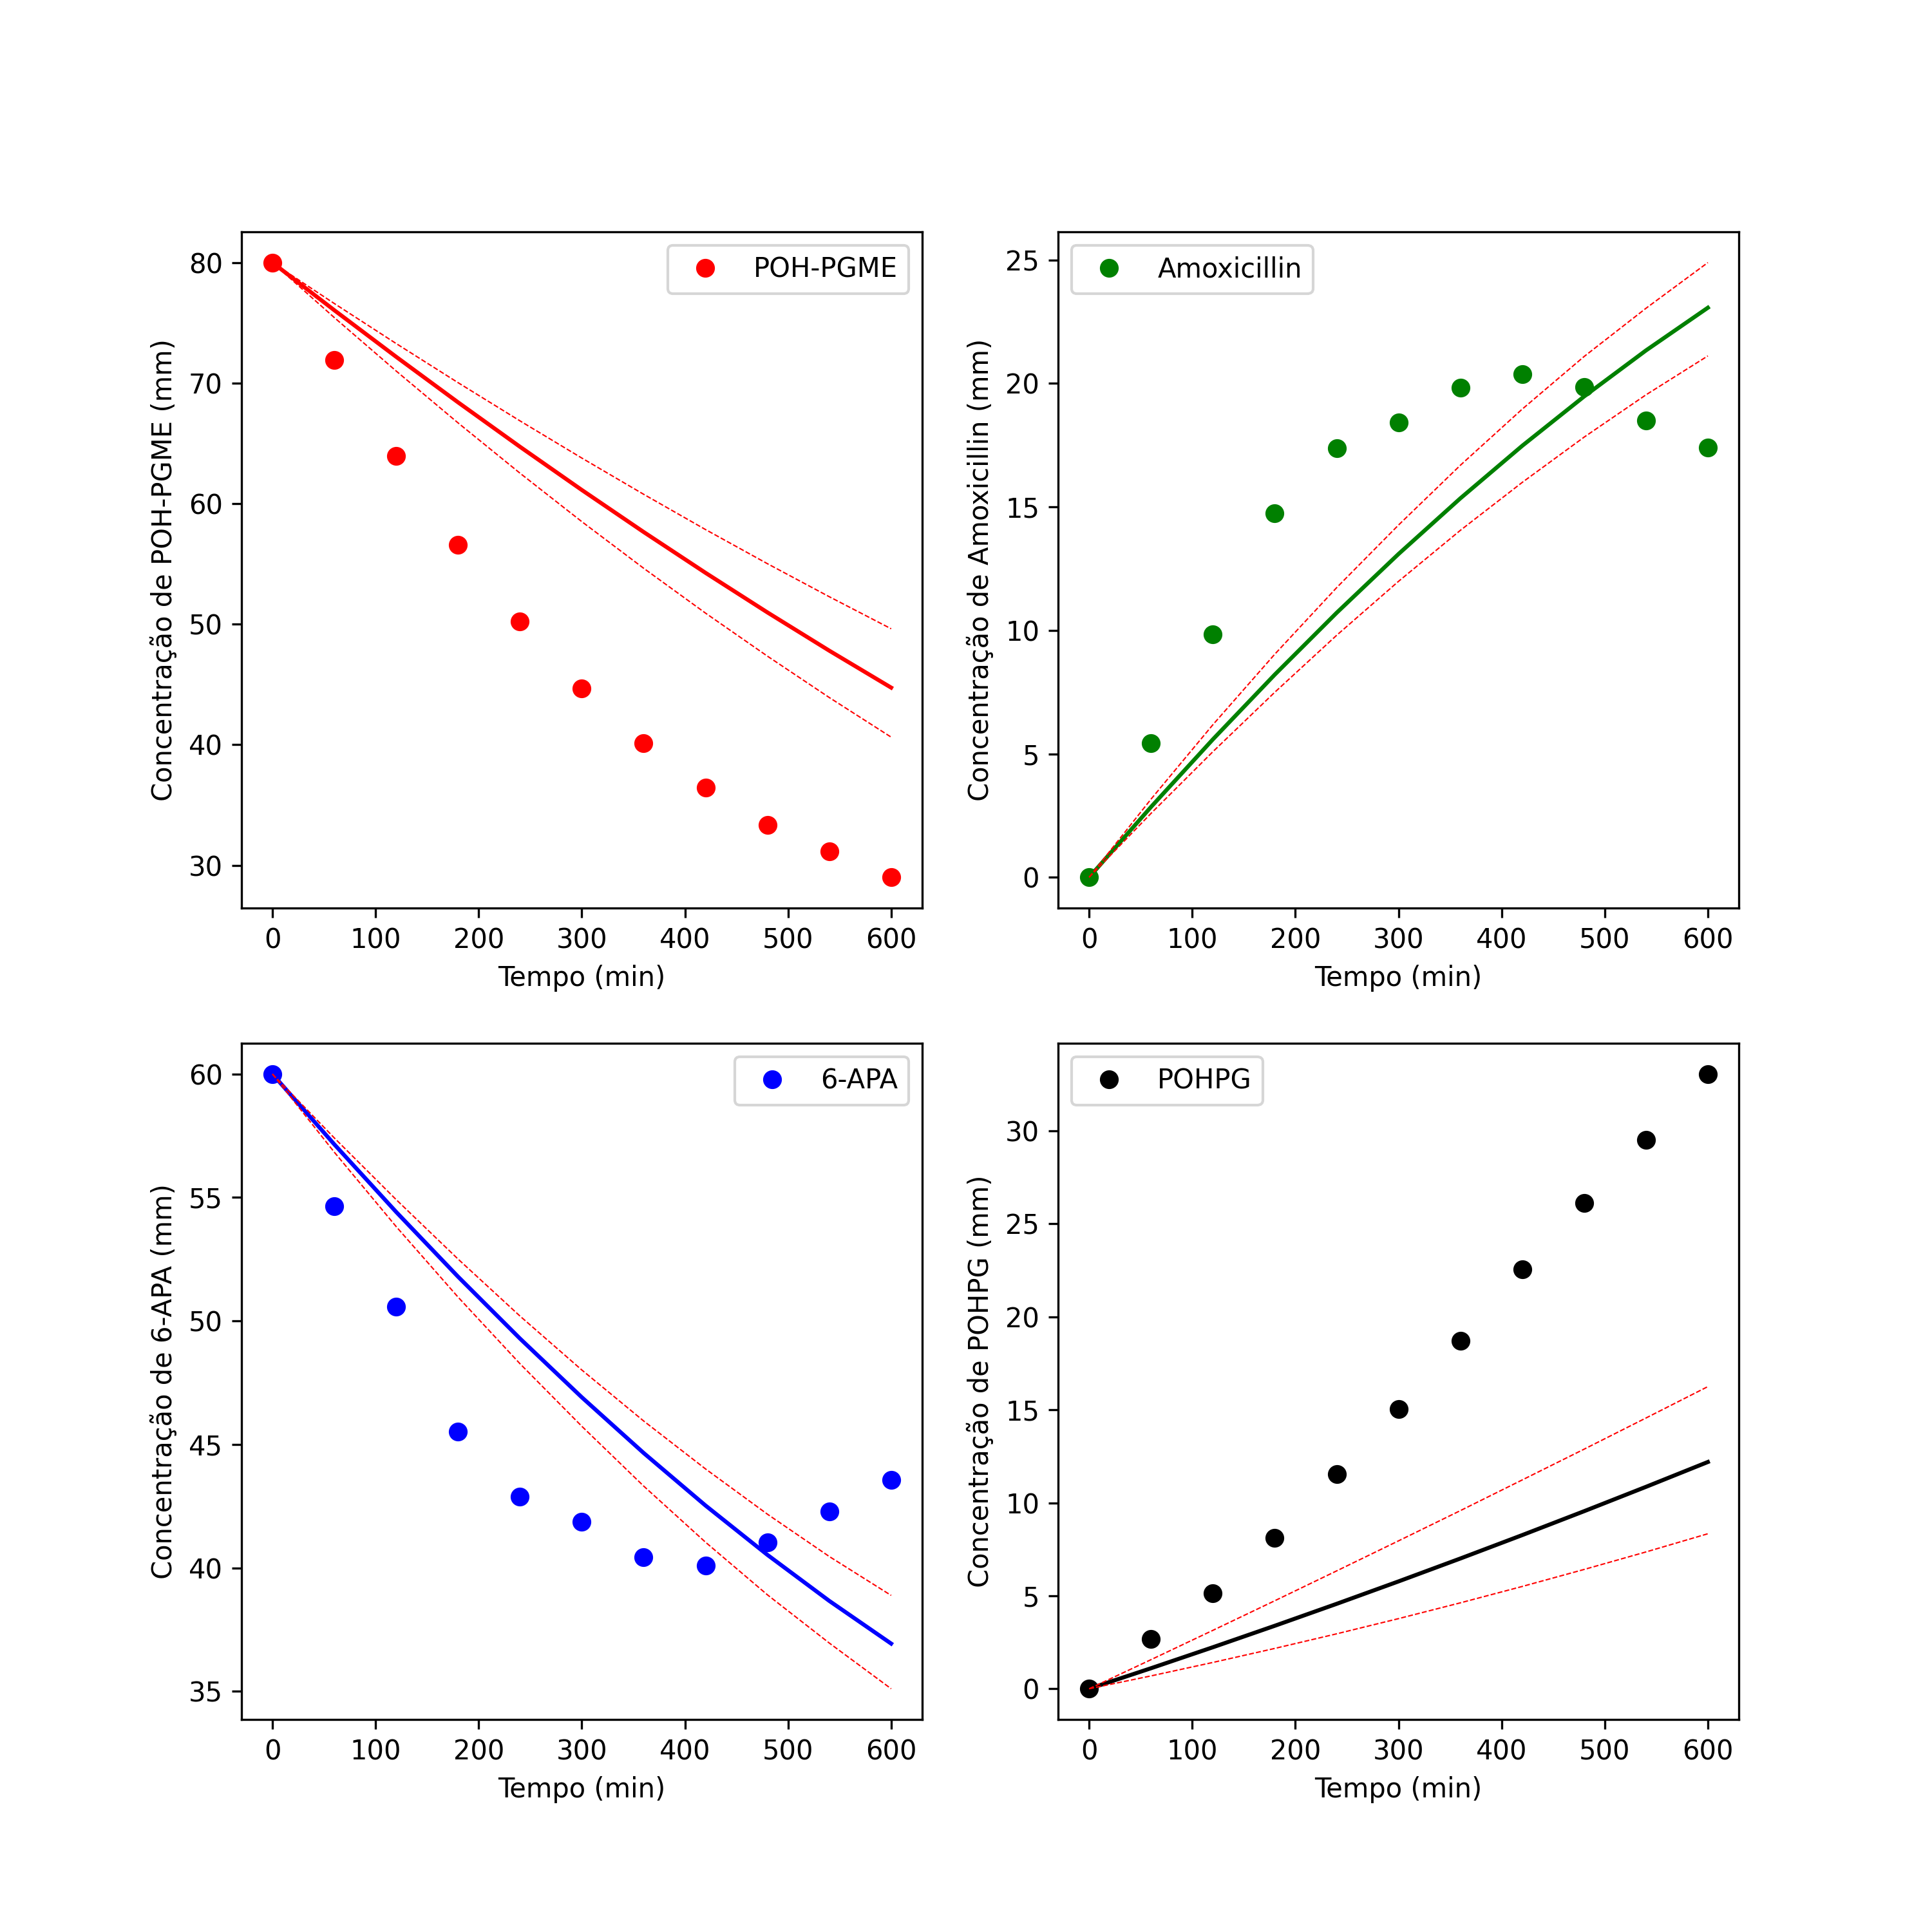 POH-PGME
Concentração de POH-PGME (mm)
80
70
60
50
40
30
0 100 200 300 400 500 600
Tempo (min)
Amoxicillin
Concentração de Amoxicillin (mm)
25
20
15
10
5
0
0 100 200 300 400 500 600
Tempo (min)
6-APA
Concentração de 6-APA (mm)
60
55
50
45
40
35
0 100 200 300 400 500 600
Tempo (min)
POHPG
Concentração de POHPG (mm)
30
25
20
15
10
5
0
0 100 200 300 400 500 600
Tempo (min)